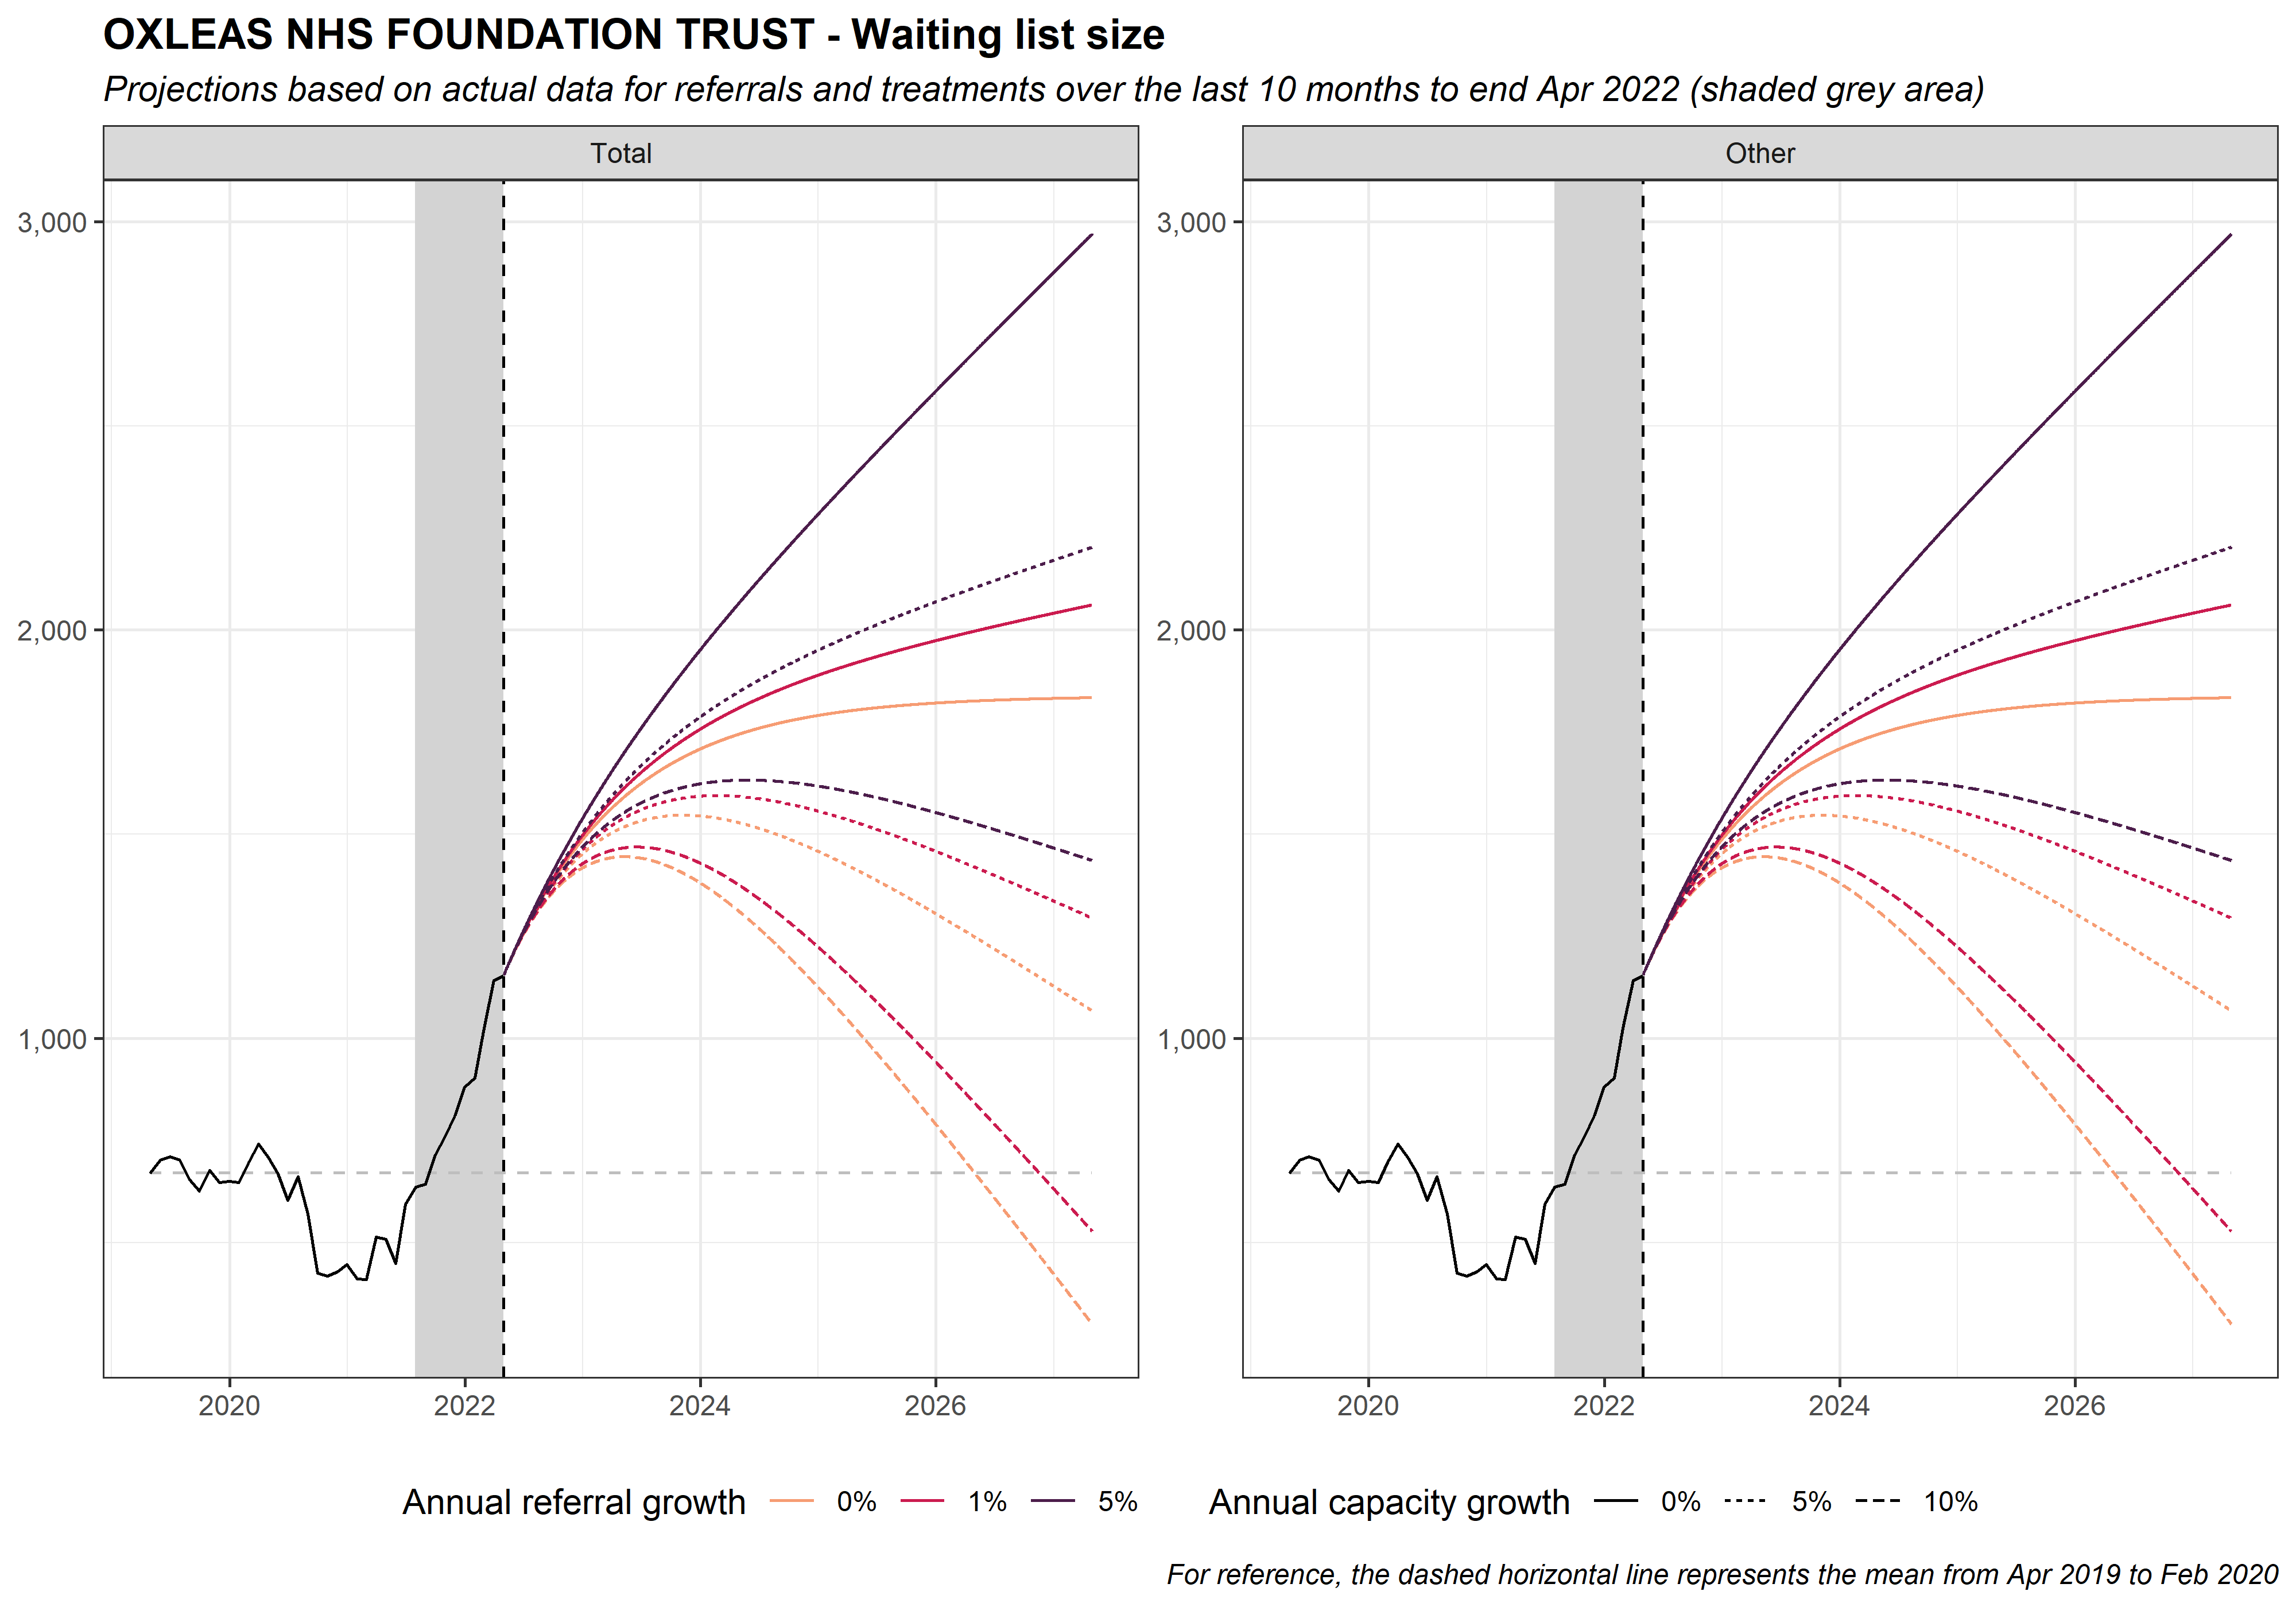 OXLEAS NHS FOUNDATION TRUST - Waiting list size
Projections based on actual data for referrals and treatments over the last 10 months to end Apr 2022 (shaded grey area)
Total
Other
3,000
2,000
1,000
3,000
2,000
1,000
2020 2022 2024 2026
2020 2022 2024 2026
Annual referral growth 0% 1% 5%
Annual capacity growth 0% 5% 10%
For reference, the dashed horizontal line represents the mean from Apr 2019 to Feb 2020